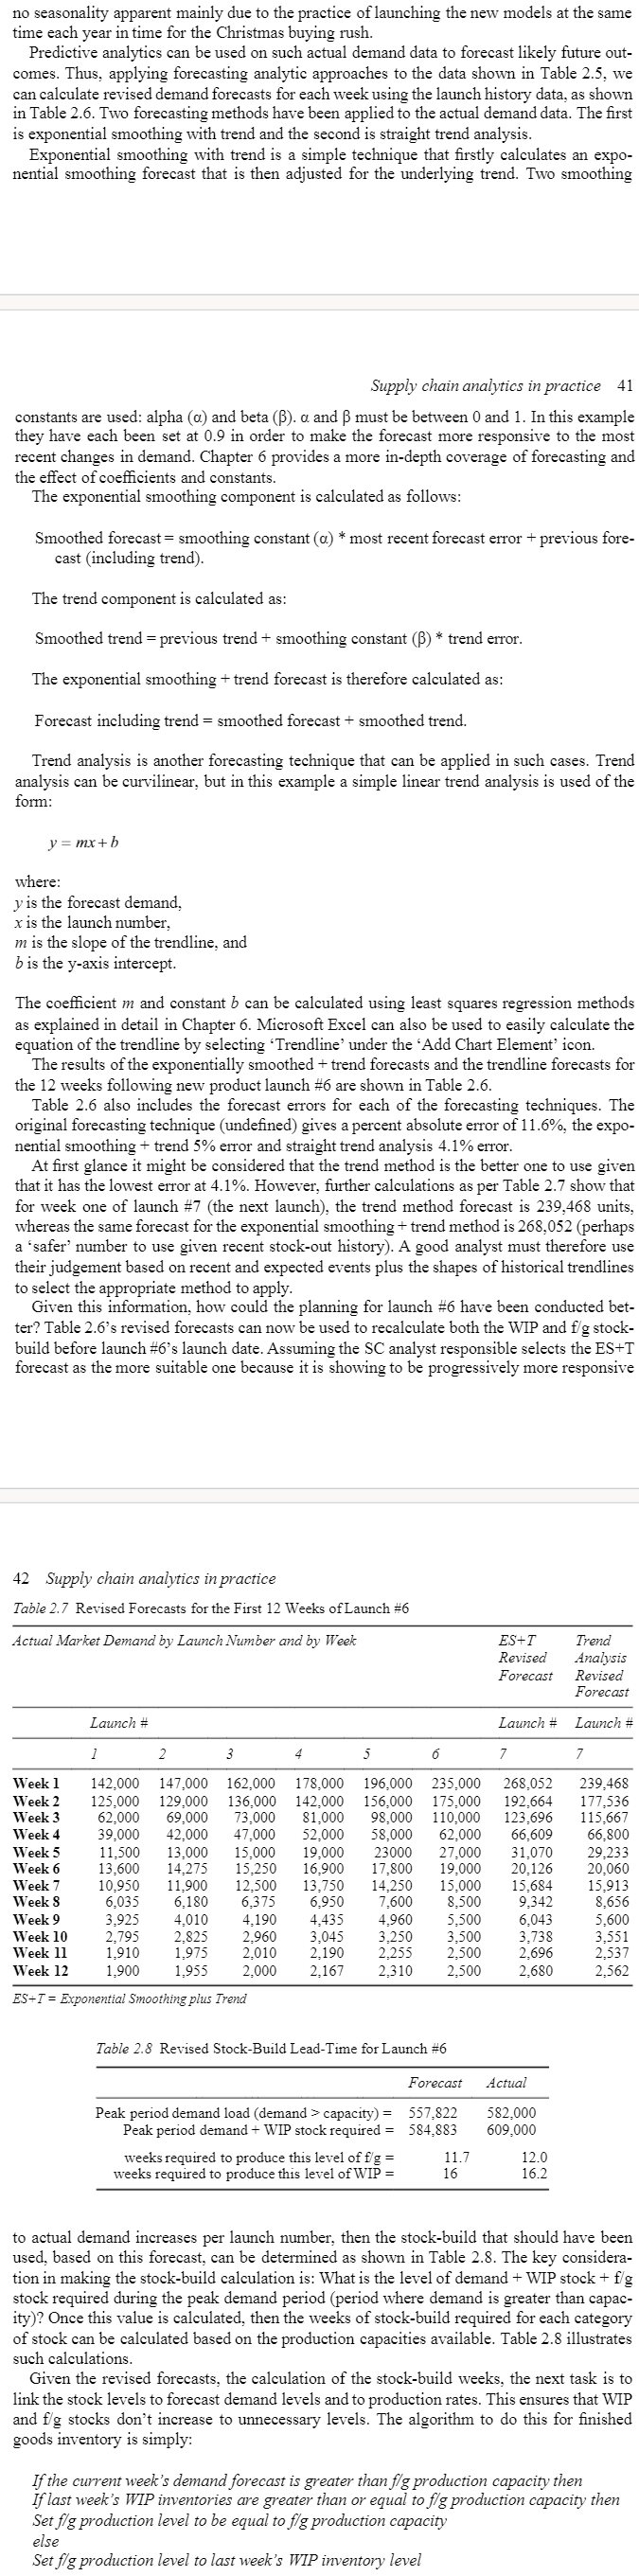 no seasonality apparent mainly due to the practice of launching the new models at the same
time each year in time for the Christmas buying rush.
Predictive analytics can be used on such actual demand data to forecast likely future out-
comes. Thus, applying forecasting analytic approaches to the data shown in Table 2.5, we
can calculate revised demand forecasts for each week using the launch history data, as shown
in Table 2.6. Two forecasting methods have been applied to the actual demand data. The first
is exponential smoothing with trend and the second is straight trend analysis.
Exponential smoothing with trend is a simple technique that firstly calculates an expo-
nential smoothing forecast that is then adjusted for the underlying trend. Two smoothing
Supply chain analytics in practice 41
constants are used: alpha (α) and beta (β). α and β must be between 0 and 1. In this example
they have each been set at 0.9 in order to make the forecast more responsive to the most
recent changes in demand. Chapter 6 provides a more in-depth coverage of forecasting and
the effect of coefficients and constants.
The exponential smoothing component is calculated as follows:
Smoothed forecast = smoothing constant (α) * most recent forecast error + previous fore-
cast (including trend).
The trend component is calculated as:
Smoothed trend = previous trend + smoothing constant (β) * trend error.
The exponential smoothing + trend forecast is therefore calculated as:
Forecast including trend = smoothed forecast + smoothed trend.
Trend analysis is another forecasting technique that can be applied in such cases. Trend
analysis can be curvilinear, but in this example a simple linear trend analysis is used of the
form:
y = mx + b
where:
y is the forecast demand,
x is the launch number,
m is the slope of the trendline, and
b is the y-axis intercept.
The coefficient m and constant b can be calculated using least squares regression methods
as explained in detail in Chapter 6. Microsoft Excel can also be used to easily calculate the
equation of the trendline by selecting ‘Trendline’ under the ‘Add Chart Element’ icon.
The results of the exponentially smoothed + trend forecasts and the trendline forecasts for
the 12 weeks following new product launch #6 are shown in Table 2.6.
Table 2.6 also includes the forecast errors for each of the forecasting techniques. The
original forecasting technique (undefined) gives a percent absolute error of 11.6%, the expo-
nential smoothing + trend 5% error and straight trend analysis 4.1% error.
At first glance it might be considered that the trend method is the better one to use given
that it has the lowest error at 4.1%. However, further calculations as per Table 2.7 show that
for week one of launch #7 (the next launch), the trend method forecast is 239,468 units,
whereas the same forecast for the exponential smoothing + trend method is 268,052 (perhaps
a ‘safer’ number to use given recent stock-out history). A good analyst must therefore use
their judgement based on recent and expected events plus the shapes of historical trendlines
to select the appropriate method to apply.
Given this information, how could the planning for launch #6 have been conducted bet-
ter? Table 2.6’s revised forecasts can now be used to recalculate both the WIP and f/g stock-
build before launch #6’s launch date. Assuming the SC analyst responsible selects the ES+T
forecast as the more suitable one because it is showing to be progressively more responsive
42 Supply chain analytics in practice
Table 2.7 Revised Forecasts for the First 12 Weeks of Launch #6
Actual Market Demand by Launch Number and by Week ES+T Trend
Revised Analysis
Forecast Revised
Forecast
Launch # Launch # Launch #
1 2 3 4 5 6 7 7
Week 1 142,000 147,000 162,000 178,000 196,000 235,000 268,052 239,468
Week 2 125,000 129,000 136,000 142,000 156,000 175,000 192,664 177,536
Week 3 62,000 69,000 73,000 81,000 98,000 110,000 123,696 115,667
Week 4 39,000 42,000 47,000 52,000 58,000 62,000 66,609 66,800
Week 5 11,500 13,000 15,000 19,000 23000 27,000 31,070 29,233
Week 6 13,600 14,275 15,250 16,900 17,800 19,000 20,126 20,060
Week 7 10,950 11,900 12,500 13,750 14,250 15,000 15,684 15,913
Week 8 6,035 6,180 6,375 6,950 7,600 8,500 9,342 8,656
Week 9 3,925 4,010 4,190 4,435 4,960 5,500 6,043 5,600
Week 10 2,795 2,825 2,960 3,045 3,250 3,500 3,738 3,551
Week 11 1,910 1,975 2,010 2,190 2,255 2,500 2,696 2,537
Week 12 1,900 1,955 2,000 2,167 2,310 2,500 2,680 2,562
ES+T = Exponential Smoothing plus Trend
Table 2.8 Revised Stock-Build Lead-Time for Launch #6
Forecast Actual
Peak period demand load (demand > capacity) = 557,822 582,000
Peak period demand + WIP stock required = 584,883 609,000
weeks required to produce this level of f/g = 11.7 12.0
weeks required to produce this level of WIP = 16 16.2
to actual demand increases per launch number, then the stock-build that should have been
used, based on this forecast, can be determined as shown in Table 2.8. The key considera-
tion in making the stock-build calculation is: What is the level of demand + WIP stock + f/g
stock required during the peak demand period (period where demand is greater than capac-
ity)? Once this value is calculated, then the weeks of stock-build required for each category
of stock can be calculated based on the production capacities available. Table 2.8 illustrates
such calculations.
Given the revised forecasts, the calculation of the stock-build weeks, the next task is to
link the stock levels to forecast demand levels and to production rates. This ensures that WIP
and f/g stocks don’t increase to unnecessary levels. The algorithm to do this for finished
goods inventory is simply:
If the current week’s demand forecast is greater than f/g production capacity then
If last week’s WIP inventories are greater than or equal to f/g production capacity then
Set f/g production level to be equal to f/g production capacity
else
Set f/g production level to last week’s WIP inventory level